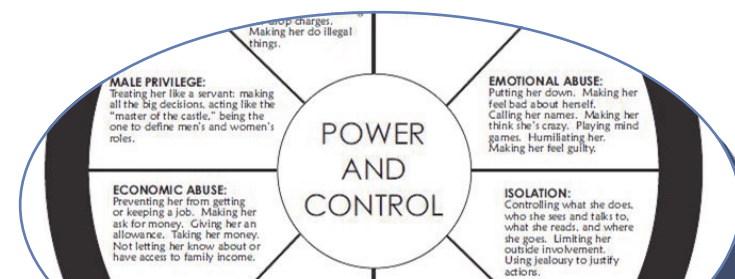 drop charges.
Making her do illegal
things.
MALE PRIVILEGE:
Treating her like a servant: making
all the big decisions, acting like the
"master of the castle," being the
one to define men's and women's
roles.
EMOTIONAL ABUSE:
Putting her down. Making her
feel bad about herself.
Calling her names. Making her
think she's crazy. Playing mind
games. Humiliating her.
Making her feel guilty.
POWER
AND
CONTROL
ECONOMIC ABUSE:
Preventing her from getting
or keeping a job. Making her
ask for money. Giving her an
allowance. Taking her money.
Not letting her know about or
have access to family income.
ISOLATION:
Controlling what she does,
who she sees and talks to,
what she reads, and where
she goes. Limiting her
outside involvement.
Using jealousy to justify
actions.